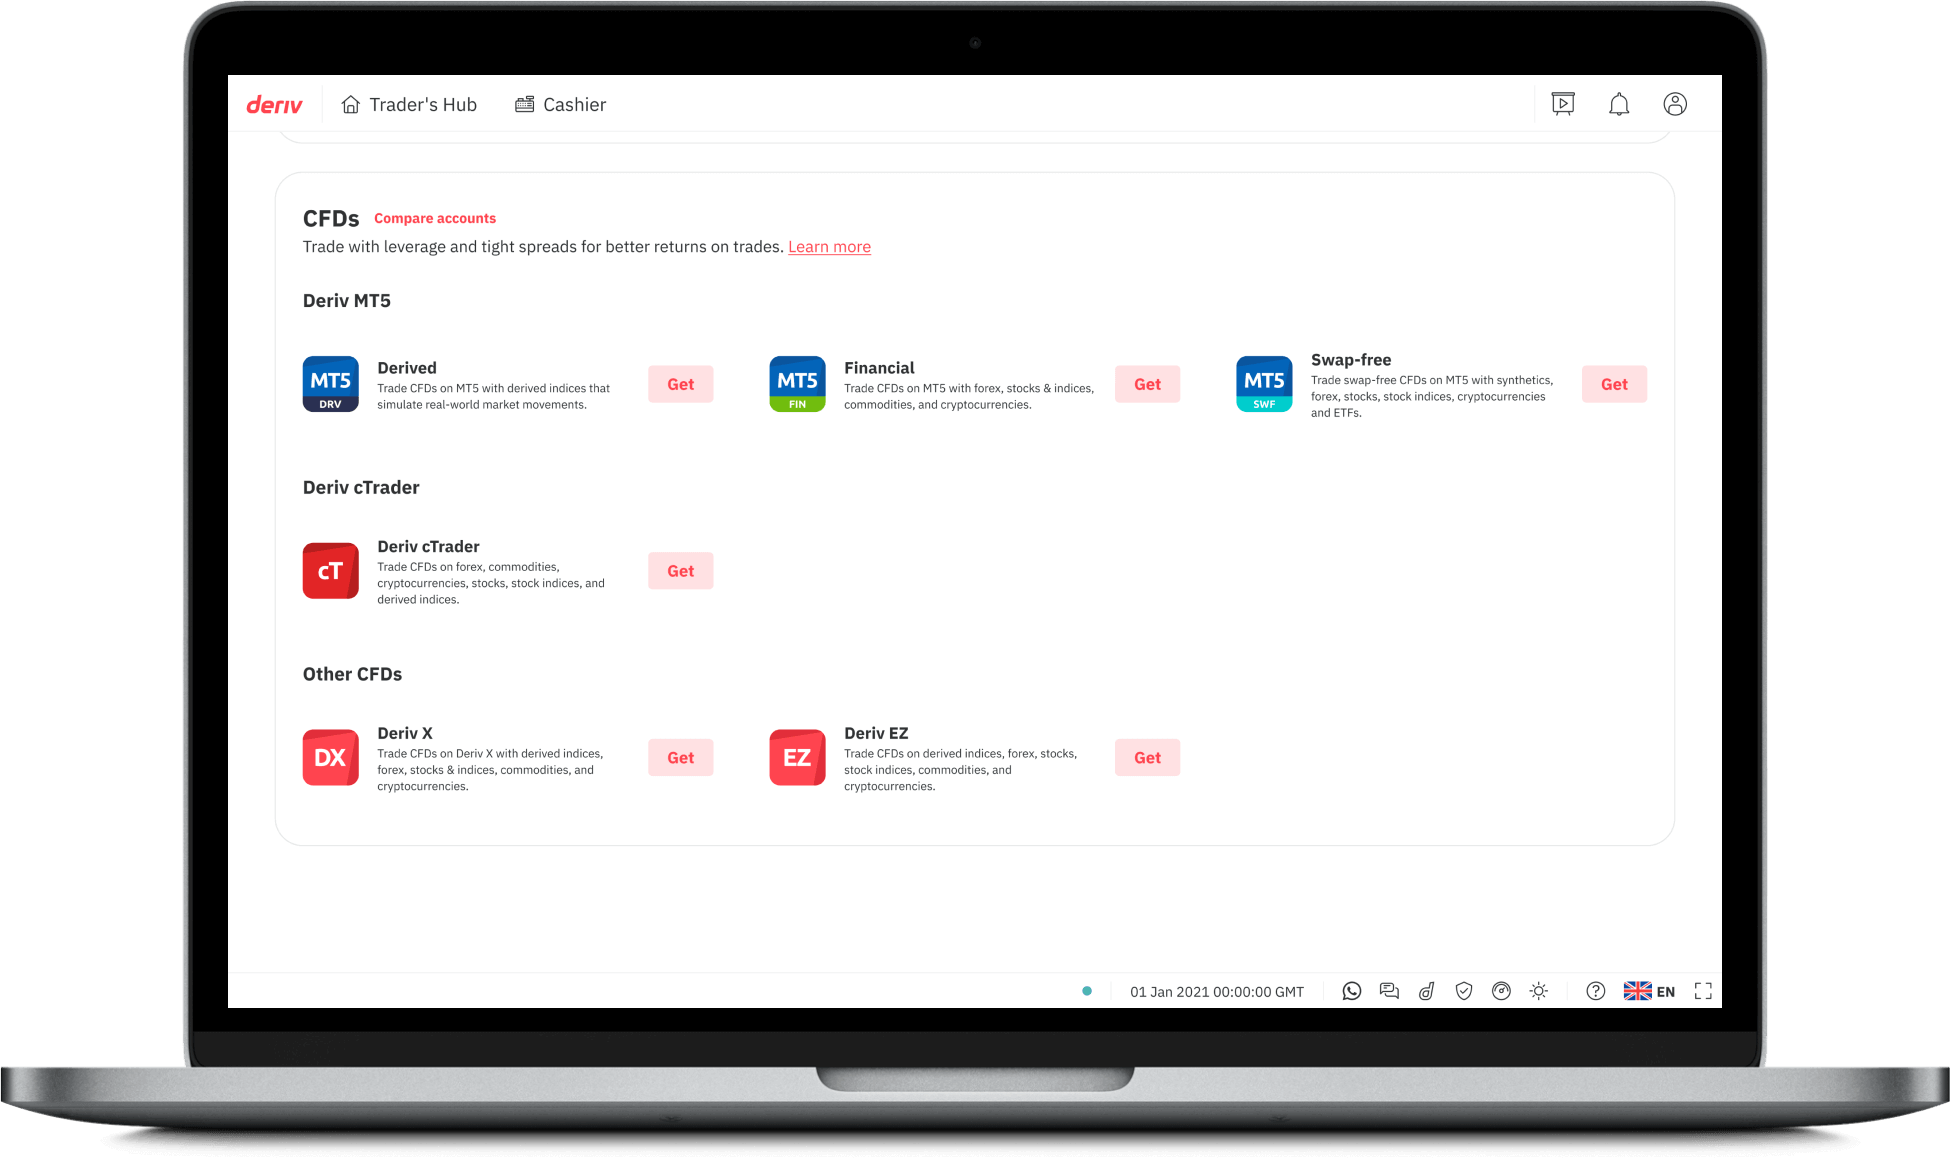 deriv
Trader's Hub
Cashier
CFDs Compare accounts
Trade with leverage and tight spreads for better returns on trades. Learn more
Deriv MT5
MT5
DRV
Derived
Trade CFDs on MT5 with derived indices that
simulate real-world market movements.
Get
MT5
FIN
Financial
Trade CFDs on MT5 with forex, stocks & indices,
commodities, and cryptocurrencies.
Get
MT5
SWF
Swap-free
Trade swap-free CFDs on MT5 with synthetics,
forex, stocks, stock indices, cryptocurrencies
and ETFs.
Get
Deriv cTrader
cT
Deriv cTrader
Trade CFDs on forex, commodities,
cryptocurrencies, stocks, stock indices, and
derived indices.
Get
Other CFDs
DX
Deriv X
Trade CFDs on Deriv X with derived indices,
forex, stocks & indices, commodities, and
cryptocurrencies.
Get
EZ
Deriv EZ
Trade CFDs on derived indices, forex, stocks,
stock indices, commodities, and
cryptocurrencies.
Get
01 Jan 2021 00:00:00 GMT
EN